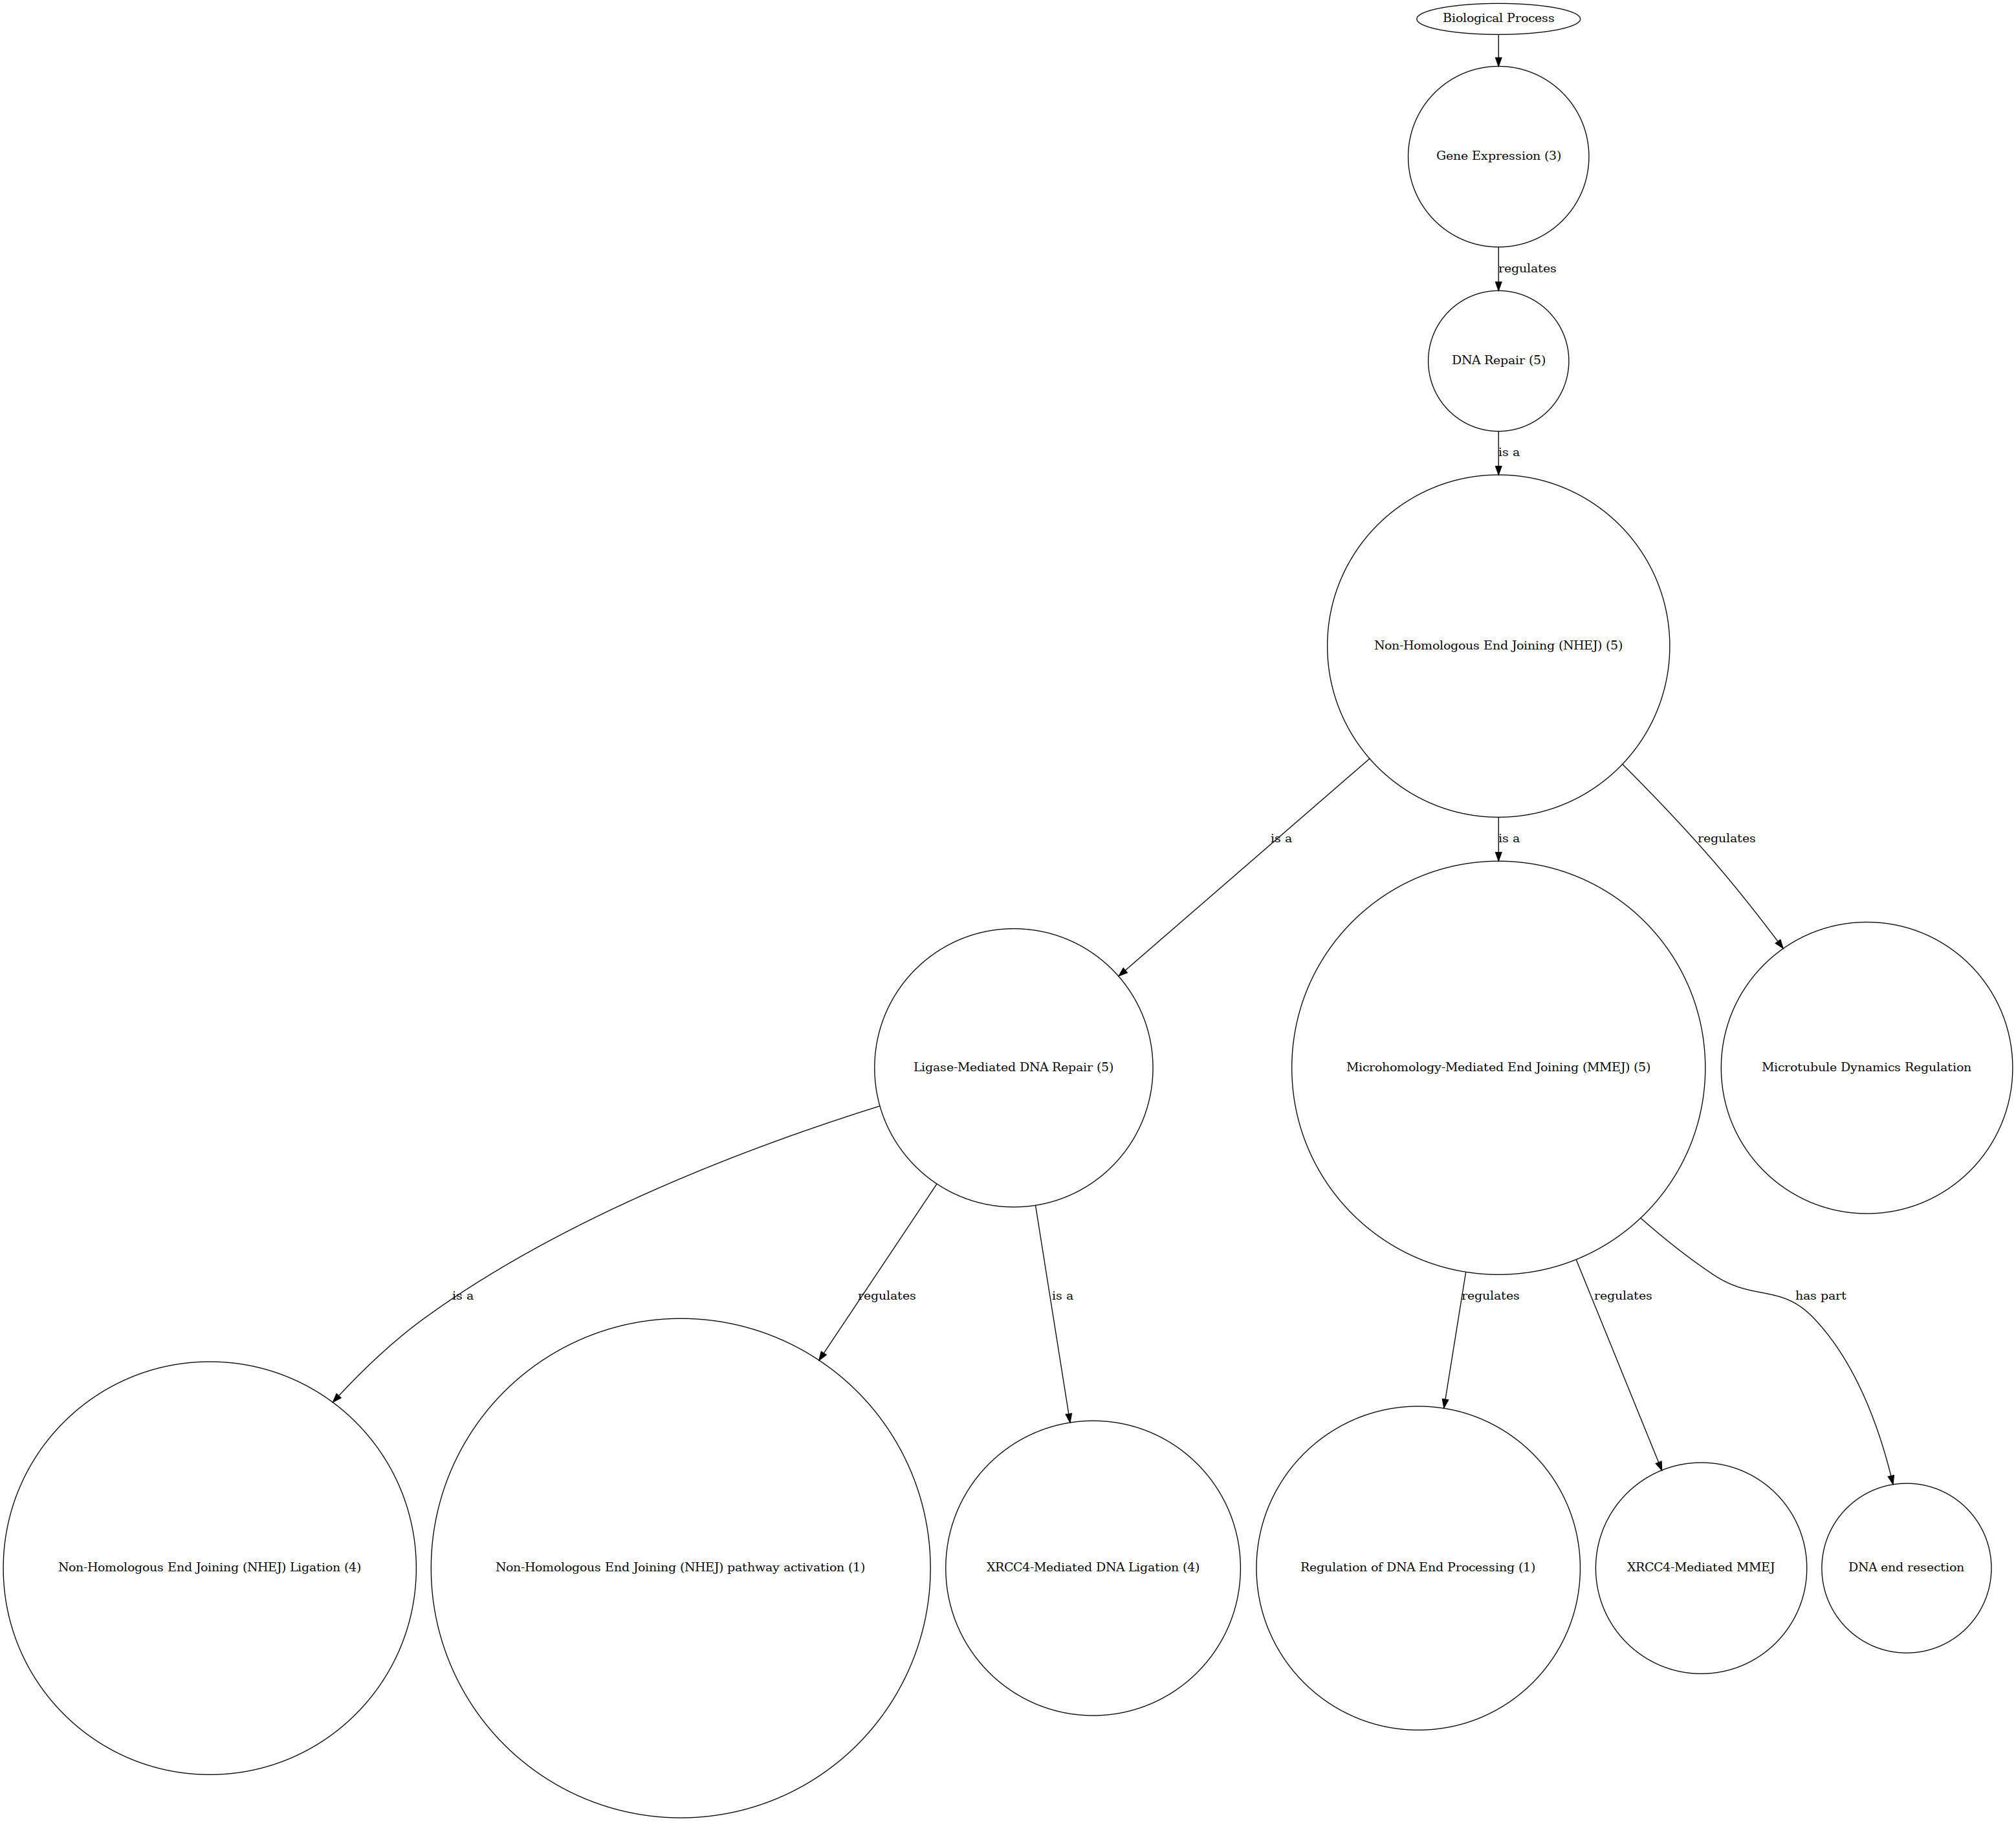 Biological Process
Gene Expression (3)
regulates
DNA Repair (5)
is a
Non-Homologous End Joining (NHEJ) (5)
is a
is a
regulates
Ligase-Mediated DNA Repair (5)
Microhomology-Mediated End Joining (MMEJ) (5)
Microtubule Dynamics Regulation
is a
regulates
is a
regulates
regulates
has part
Non-Homologous End Joining (NHEJ) Ligation (4)
Non-Homologous End Joining (NHEJ) pathway activation (1)
XRCC4-Mediated DNA Ligation (4)
Regulation of DNA End Processing (1)
XRCC4-Mediated MMEJ
DNA end resection